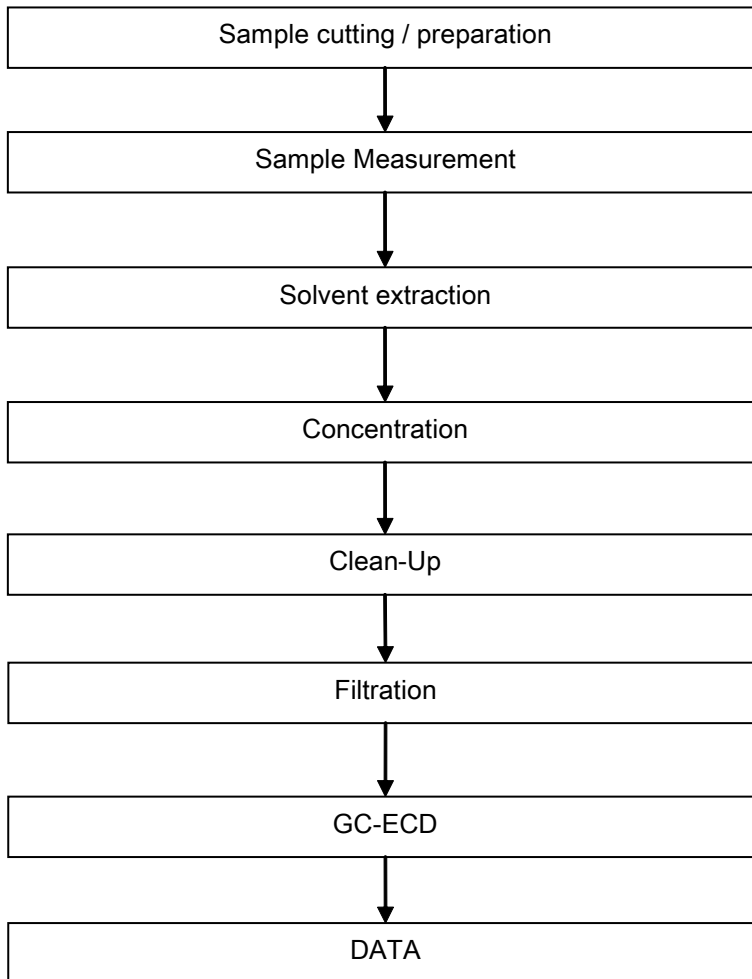 Sample cutting / preparation
Sample Measurement
Solvent extraction
Concentration
Clean-Up
Filtration
GC-ECD
DATA